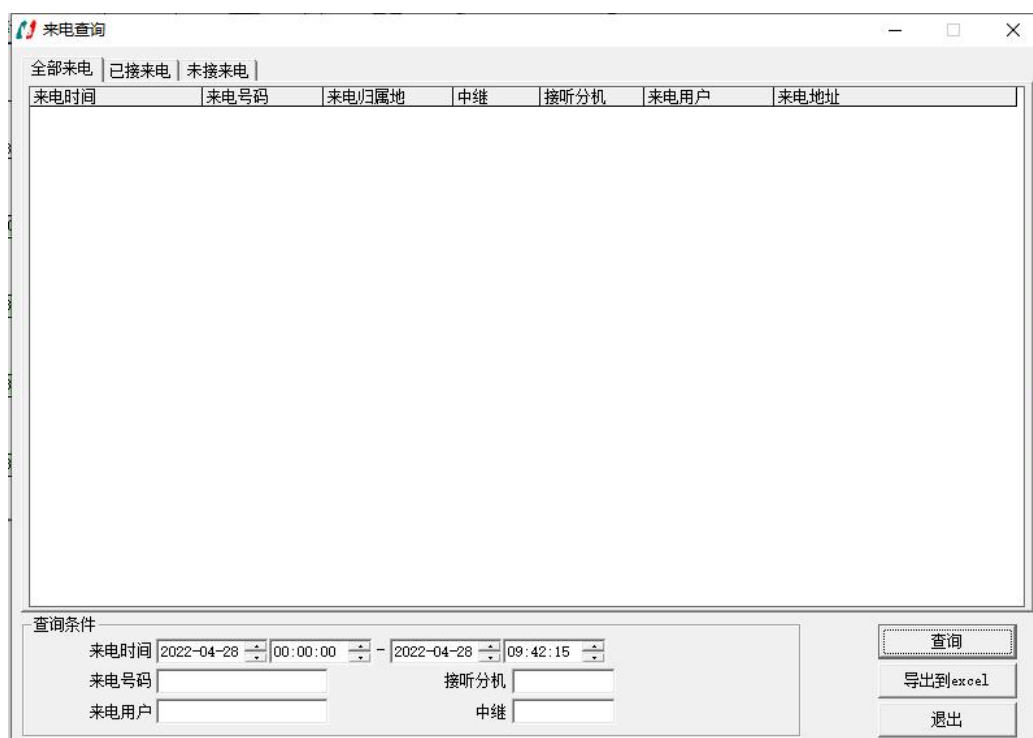 来电查询
全部来电 已接来电 未接来电
来电时间 来电号码 来电归属地 中继 接听分机 来电用户 来电地址
查询条件
来电时间 2022-04-28 00:00:00 - 2022-04-28 09:42:15
查询
来电号码 接听分机
导出到excel
来电用户 中继
退出